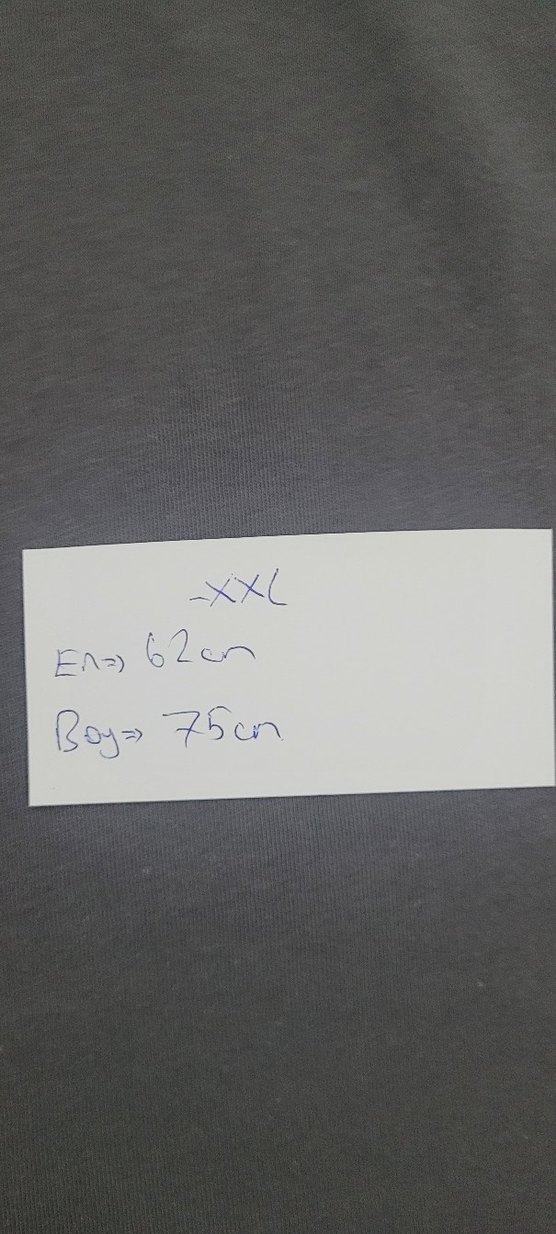 -XXL
En=> 62cm
Boy=> 75cm